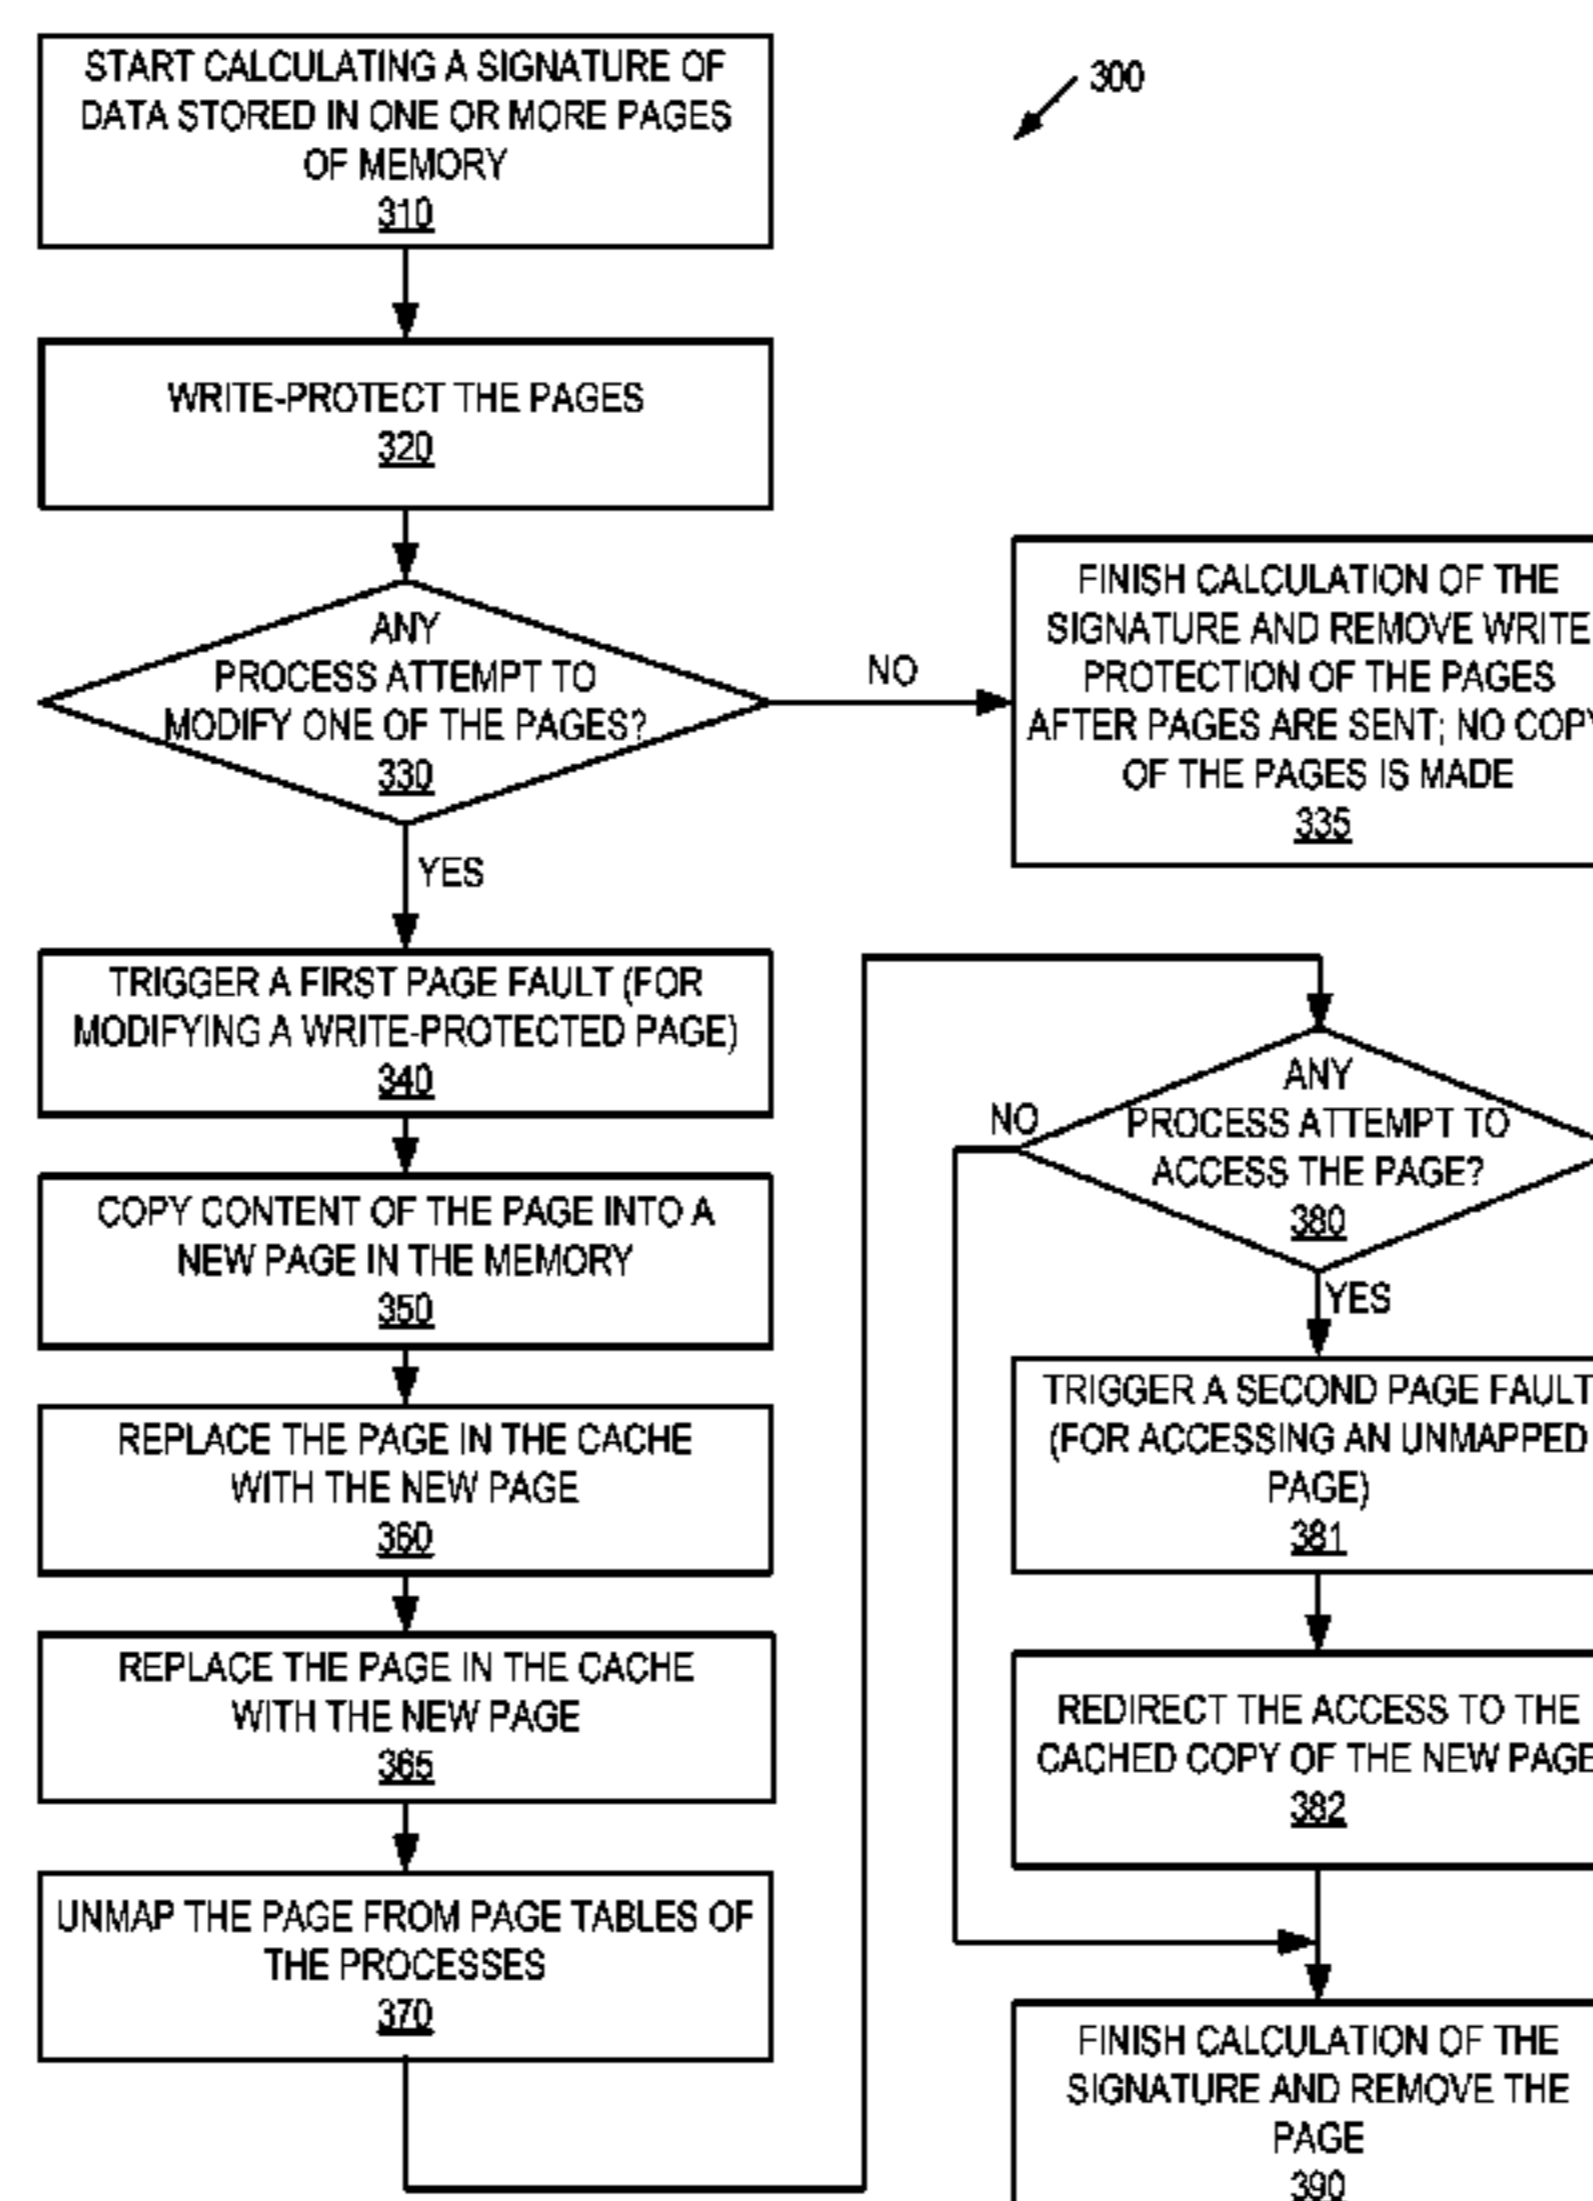 START CALCULATING A SIGNATURE OF
DATA STORED IN ONE OR MORE PAGES
OF MEMORY
310
300
WRITE-PROTECT THE PAGES
320
ANY
PROCESS ATTEMPT TO
MODIFY ONE OF THE PAGES?
330
NO
FINISH CALCULATION OF THE
SIGNATURE AND REMOVE WRITE
PROTECTION OF THE PAGES
AFTER PAGES ARE SENT; NO COPY
OF THE PAGES IS MADE
335
YES
TRIGGER A FIRST PAGE FAULT (FOR
MODIFYING A WRITE-PROTECTED PAGE)
340
COPY CONTENT OF THE PAGE INTO A
NEW PAGE IN THE MEMORY
350
REPLACE THE PAGE IN THE CACHE
WITH THE NEW PAGE
360
REPLACE THE PAGE IN THE CACHE
WITH THE NEW PAGE
365
UNMAP THE PAGE FROM PAGE TABLES OF
THE PROCESSES
370
ANY
PROCESS ATTEMPT TO
ACCESS THE PAGE?
380
NO
YES
TRIGGER A SECOND PAGE FAULT
(FOR ACCESSING AN UNMAPPED
PAGE)
381
REDIRECT THE ACCESS TO THE
CACHED COPY OF THE NEW PAGE
382
FINISH CALCULATION OF THE
SIGNATURE AND REMOVE THE
PAGE
390